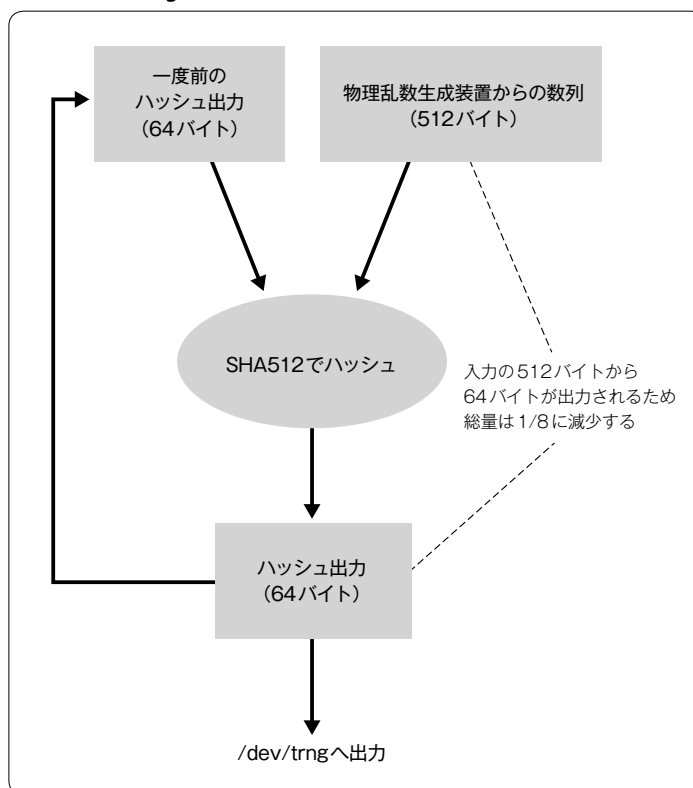 一度前の
ハッシュ出力
(64バイト)
物理乱数生成装置からの数列
(512バイト)
SHA512でハッシュ
入力の512バイトから
64バイトが出力されるため
総量は1/8に減少する
ハッシュ出力
(64バイト)
/dev/trngへ出力